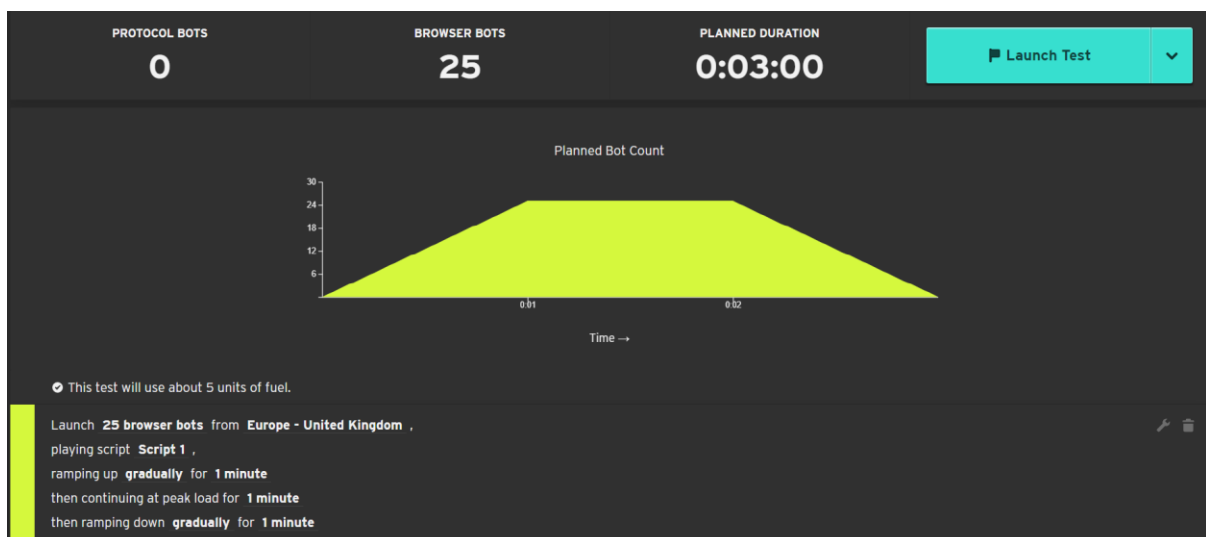 PROTOCOL BOTS
0
BROWSER BOTS
25
PLANNED DURATION
0:03:00
Launch Test
Planned Bot Count
30
24
18
12
6
0:01
0:02
Time →
This test will use about 5 units of fuel.
Launch 25 browser bots from Europe - United Kingdom ,
playing script Script 1 ,
ramping up gradually for 1 minute
then continuing at peak load for 1 minute
then ramping down gradually for 1 minute